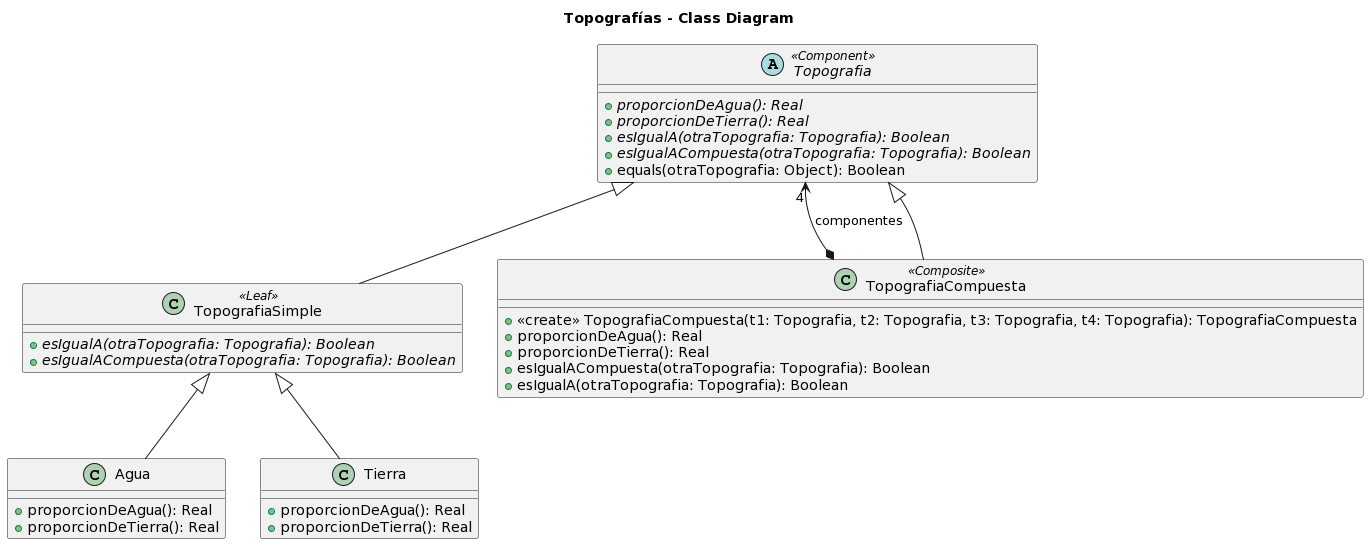 Topografías - Class Diagram
A
«Component»
Topografia
proporcionDeAgua(): Real
proporcionDeTierra(): Real
esIgualA(otraTopografia: Topografia): Boolean
esIgualACompuesta(otraTopografia: Topografia): Boolean
equals(otraTopografia: Object): Boolean
4
componentes
C
«Leaf»
TopografiaSimple
esIgualA(otraTopografia: Topografia): Boolean
esIgualACompuesta(otraTopografia: Topografia): Boolean
C
«Composite»
TopografiaCompuesta
«create» TopografiaCompuesta(t1: Topografia, t2: Topografia, t3: Topografia, t4: Topografia): TopografiaCompuesta
proporcionDeAgua(): Real
proporcionDeTierra(): Real
esIgualACompuesta(otraTopografia: Topografia): Boolean
esIgualA(otraTopografia: Topografia): Boolean
C Agua
proporcionDeAgua(): Real
proporcionDeTierra(): Real
C Tierra
proporcionDeAgua(): Real
proporcionDeTierra(): Real